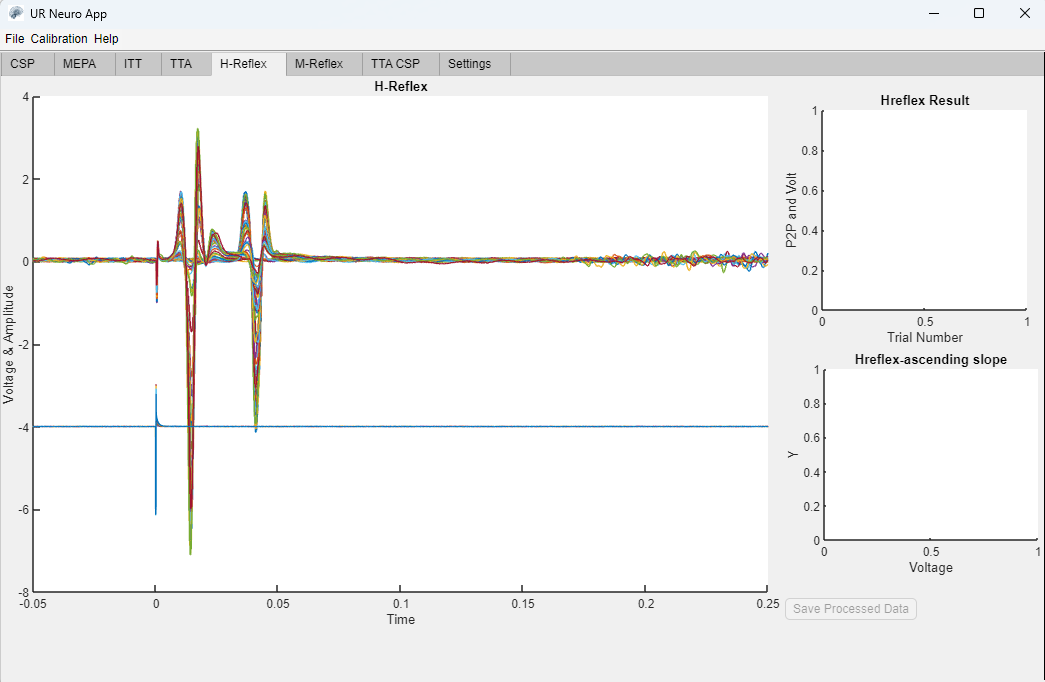 UR Neuro App
File Calibration Help
CSP MEPA ITT TTA H-Reflex M-Reflex TTA CSP Settings
H-Reflex
Voltage & Amplitude
4
2
0
-2
-4
-6
-8
-0.05 0 0.05 0.1 0.15 0.2 0.25
Time
Hreflex Result
P2P and Volt
1
0.8
0.6
0.4
0.2
0
0 0.5 1
Trial Number
Hreflex-ascending slope
Y
1
0.8
0.6
0.4
0.2
0
0 0.5 1
Voltage
Save Processed Data